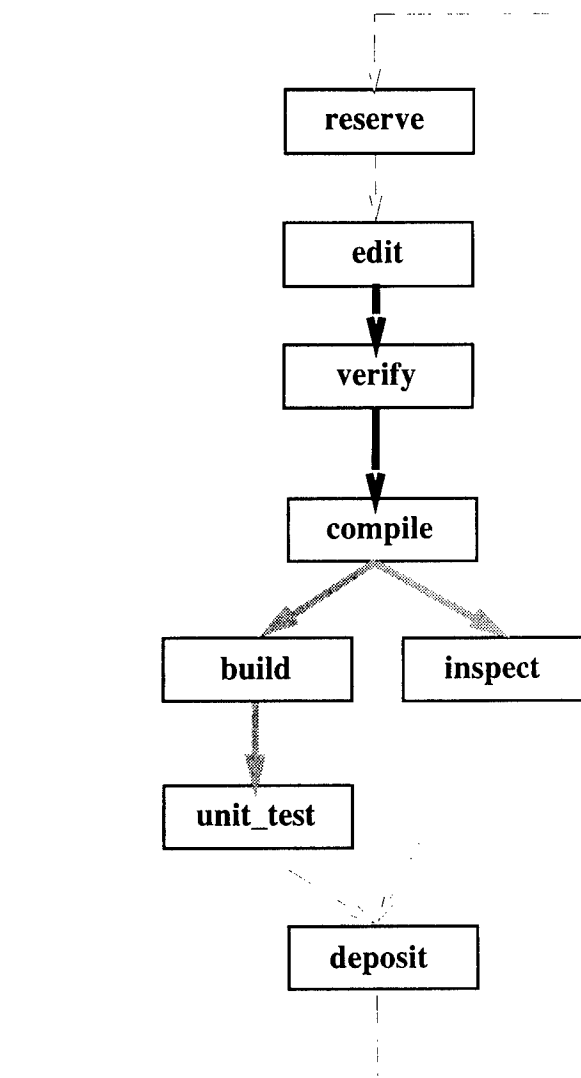 reserve
edit
verify
compile
build
inspect
unit_test
deposit